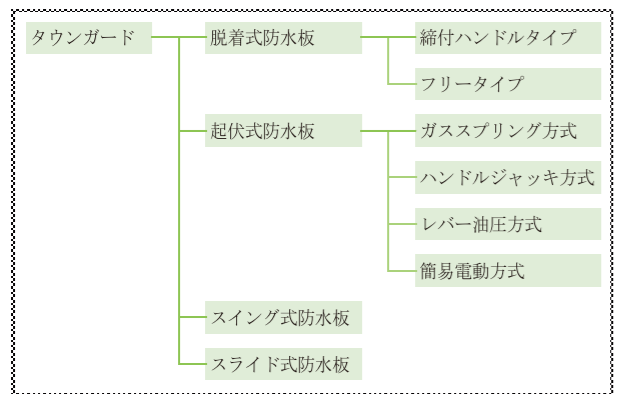 タウンガード
脱着式防水板
締付ハンドルタイプ
フリータイプ
起伏式防水板
ガススプリング方式
ハンドルジャッキ方式
レバー油圧方式
簡易電動方式
スイング式防水板
スライド式防水板